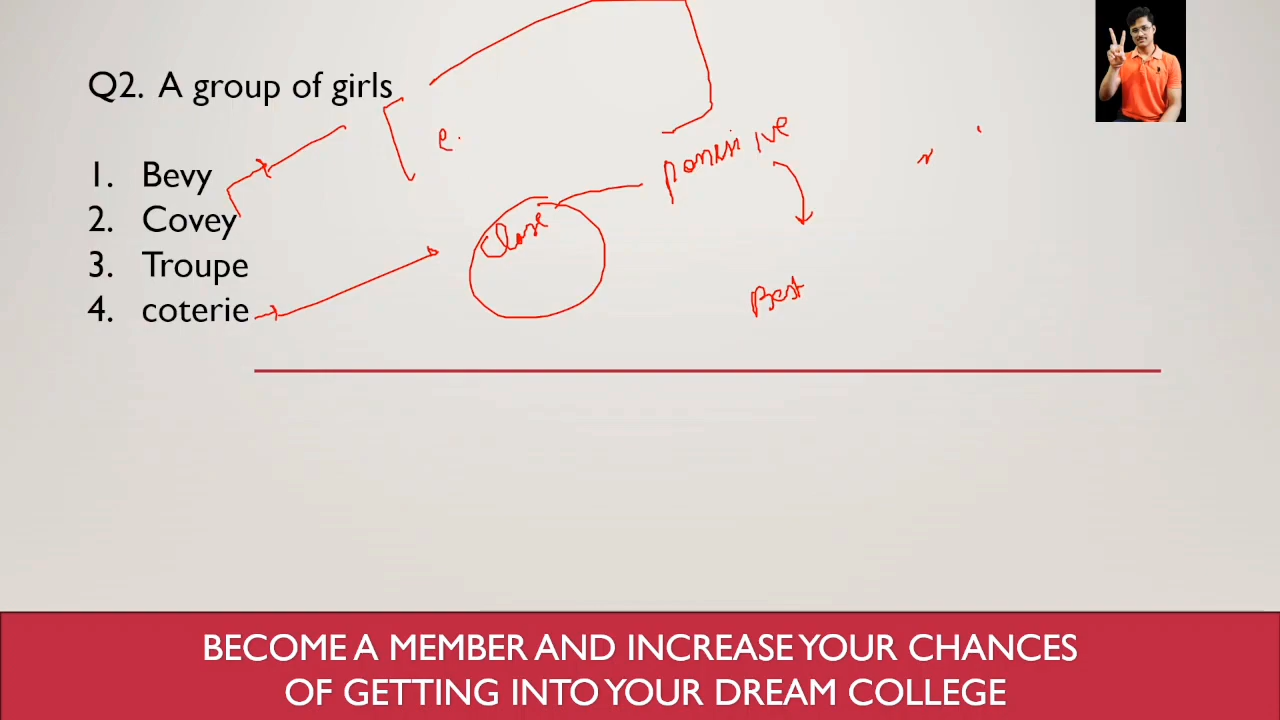 Q2. A group of girls
e.
1. Bevy
2. Covey
3. Troupe
4. coterie
Close
Best
BECOME A MEMBER AND INCREASE YOUR CHANCES
OF GETTING INTO YOUR DREAM COLLEGE